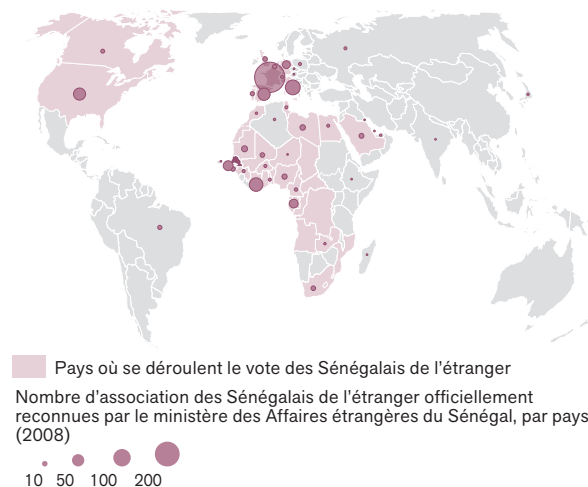 Pays où se déroulent le vote des Sénégalais de l’étranger
Nombre d’association des Sénégalais de l’étranger officiellement
reconnues par le ministère des Affaires étrangères du Sénégal, par pays
(2008)
10 50 100 200